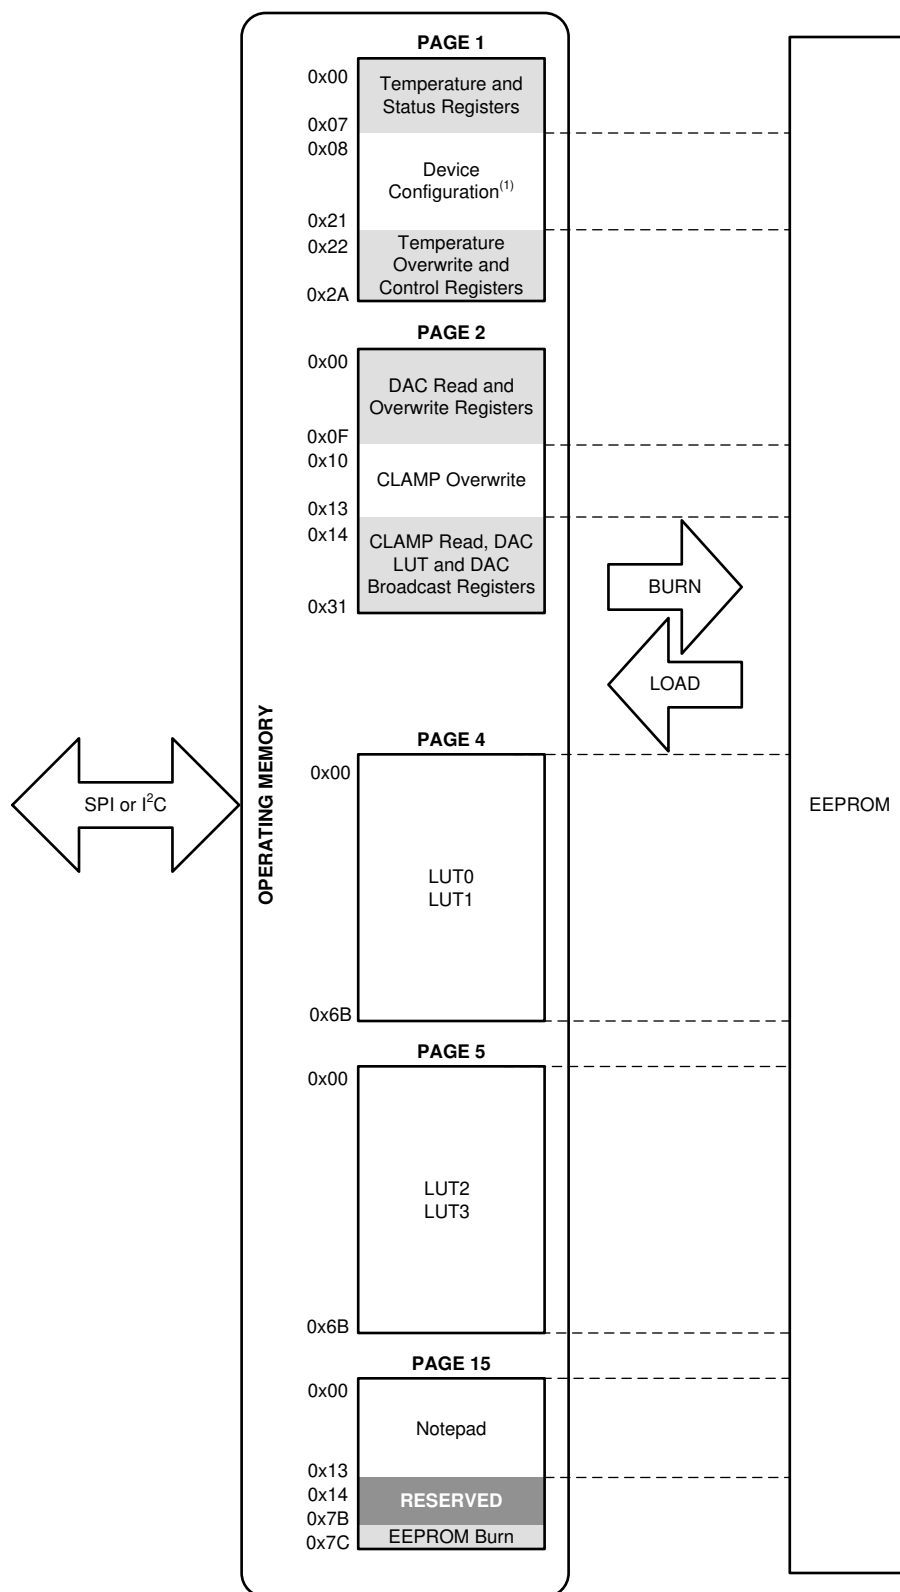 PAGE 1
0x00
Temperature and
Status Registers
0x07
0x08
Device
Configuration(1)
0x21
0x22
Temperature
Overwrite and
Control Registers
0x2A
PAGE 2
0x00
DAC Read and
Overwrite Registers
0x0F
0x10
CLAMP Overwrite
0x13
0x14
CLAMP Read, DAC
LUT and DAC
Broadcast Registers
0x31
BURN
LOAD
OPERATING MEMORY
SPI or I²C
EEPROM
PAGE 4
0x00
LUT0
LUT1
0x6B
PAGE 5
0x00
LUT2
LUT3
0x6B
PAGE 15
0x00
Notepad
0x13
0x14
RESERVED
0x7B
EEPROM Burn
0x7C